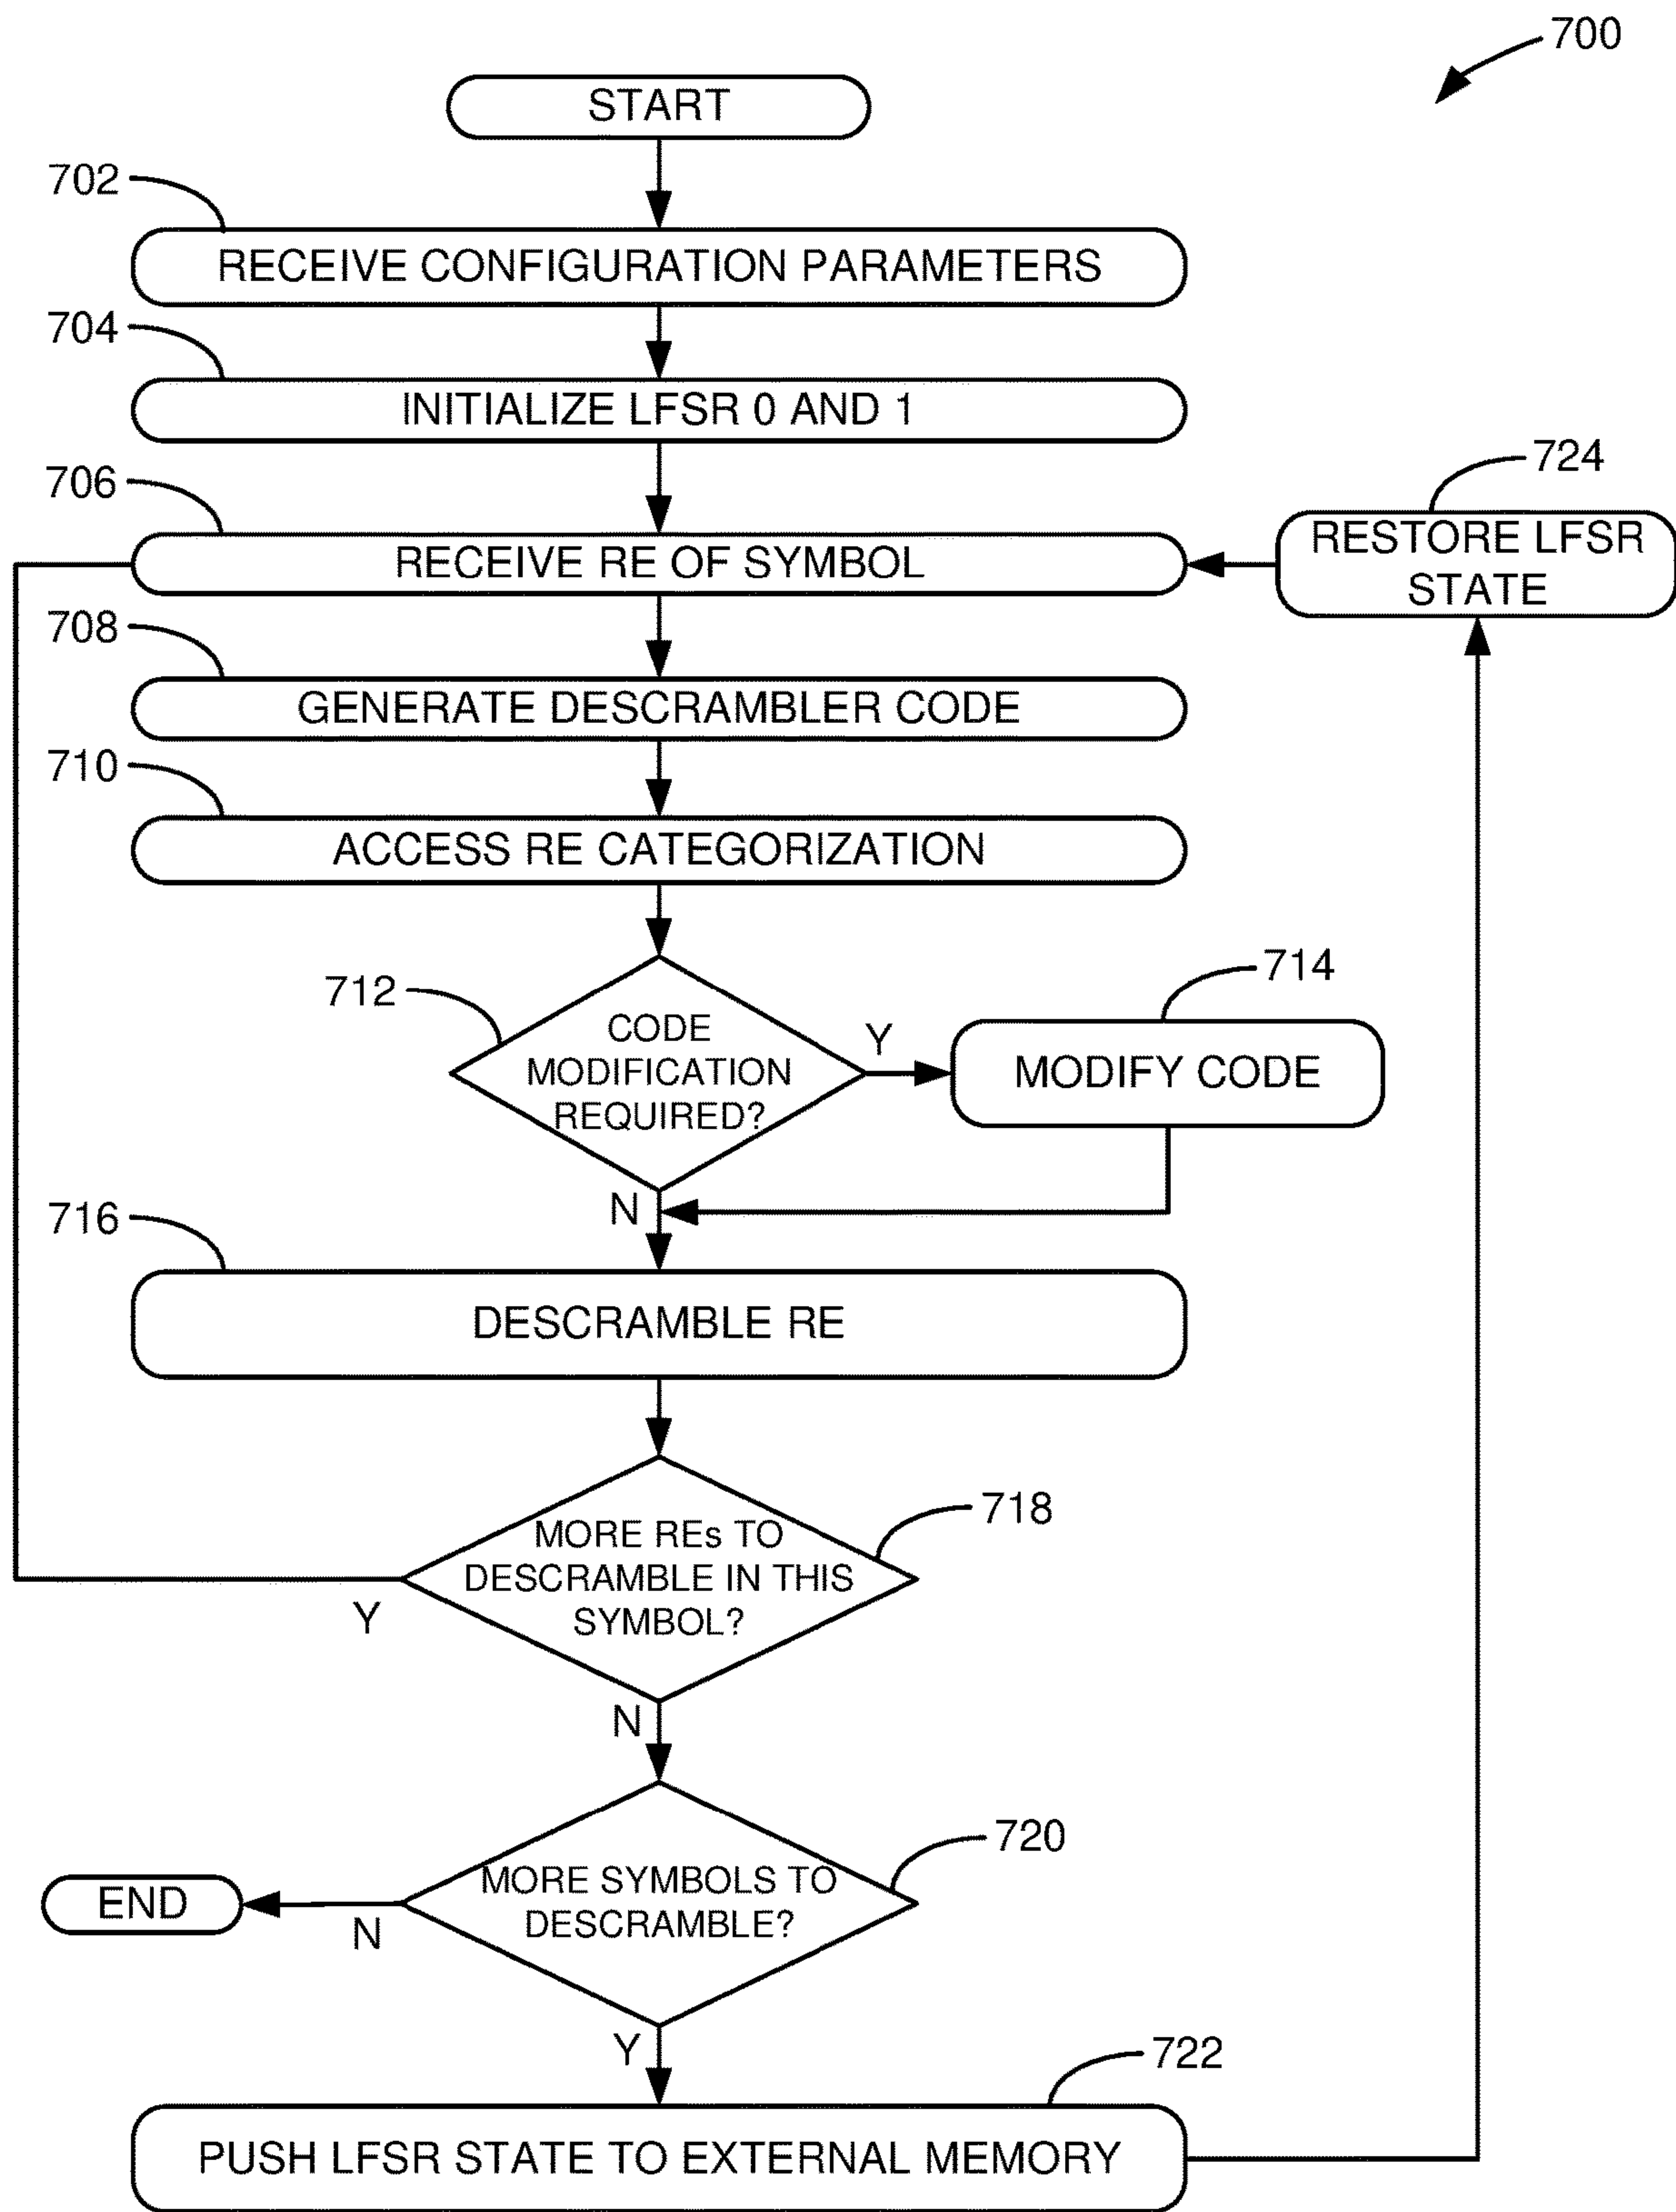 700
START
702
RECEIVE CONFIGURATION PARAMETERS
704
INITIALIZE LFSR 0 AND 1
706
RECEIVE RE OF SYMBOL
724
RESTORE LFSR
STATE
708
GENERATE DESCRAMBLER CODE
710
ACCESS RE CATEGORIZATION
712
CODE
MODIFICATION
REQUIRED?
Y
714
MODIFY CODE
N
716
DESCRAMBLE RE
718
MORE REs TO
DESCRAMBLE IN THIS
SYMBOL?
Y
N
720
MORE SYMBOLS TO
DESCRAMBLE?
END
N
Y
722
PUSH LFSR STATE TO EXTERNAL MEMORY